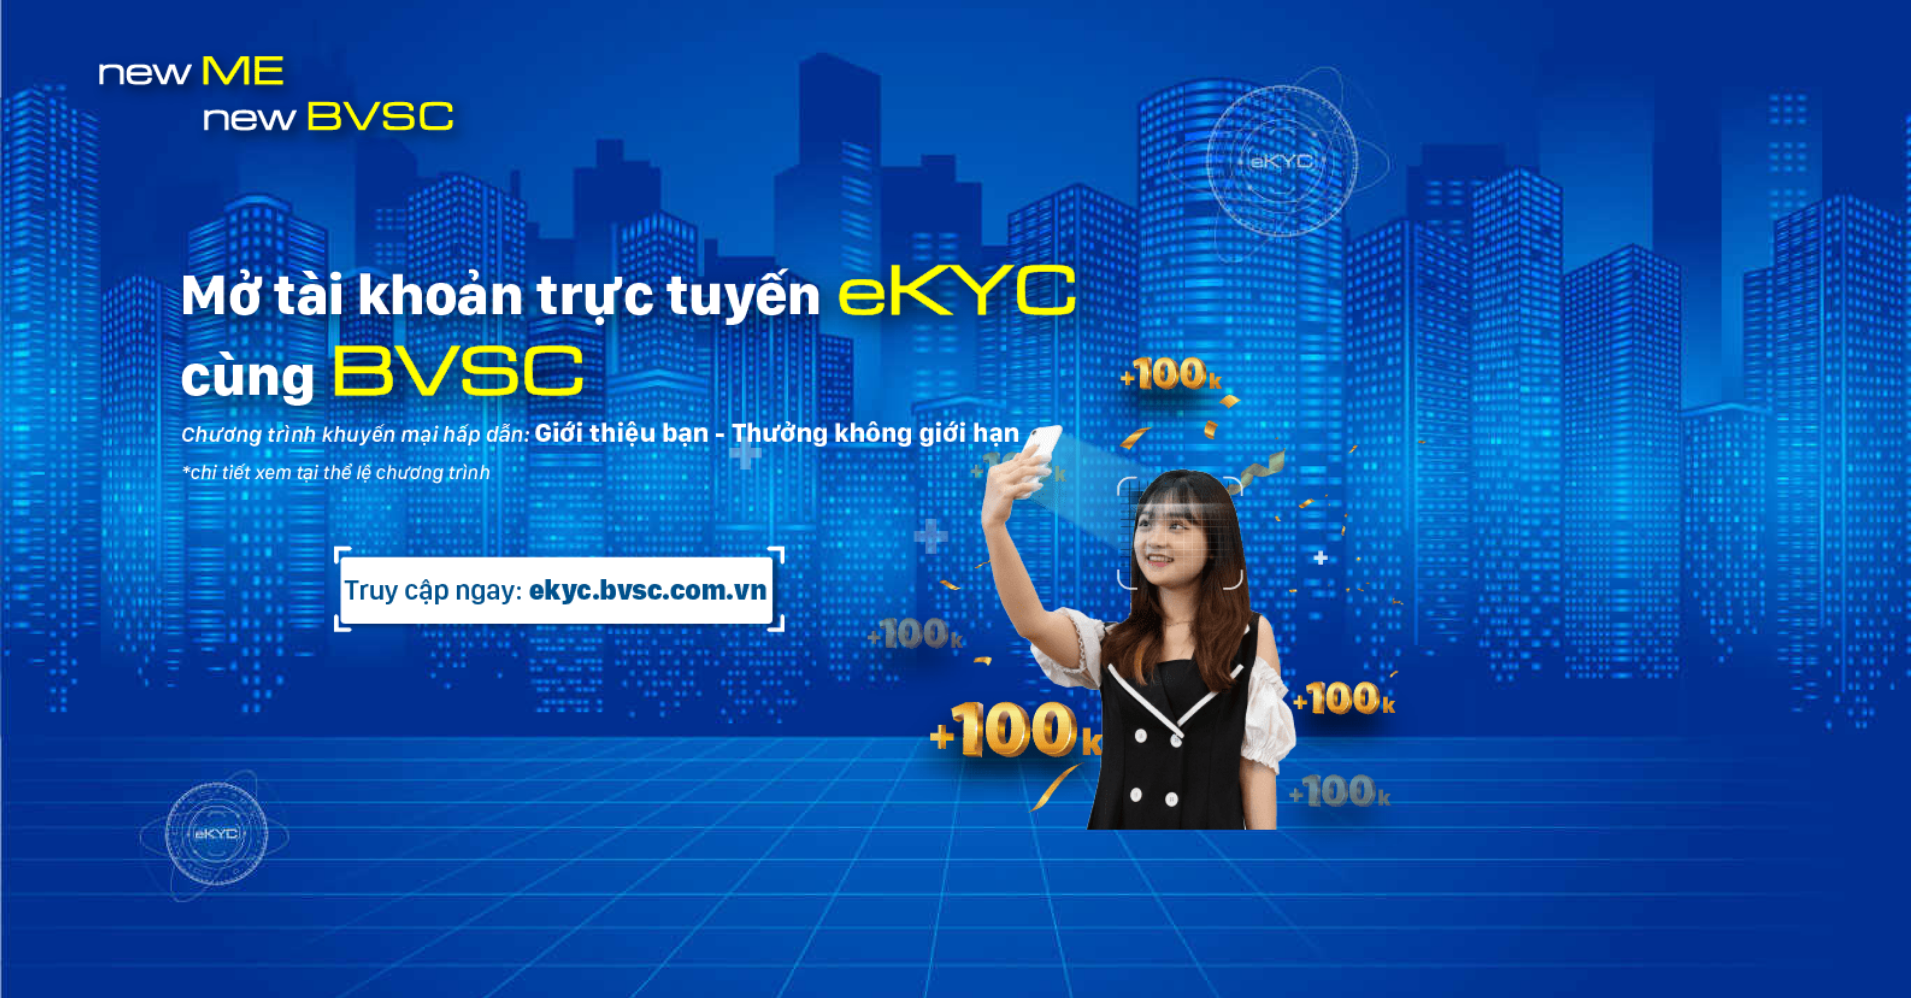 new ME
new BVSC
eKYC
Mở tài khoản trực tuyến eKYC
cùng BVSC
Chương trình khuyến mại hấp dẫn: Giới thiệu bạn - Thưởng không giới hạn
*chi tiết xem tại thể lệ chương trình
+100k
Truy cập ngay: ekyc.bvsc.com.vn
+100k
+100k
+100k
+100k
eKYC